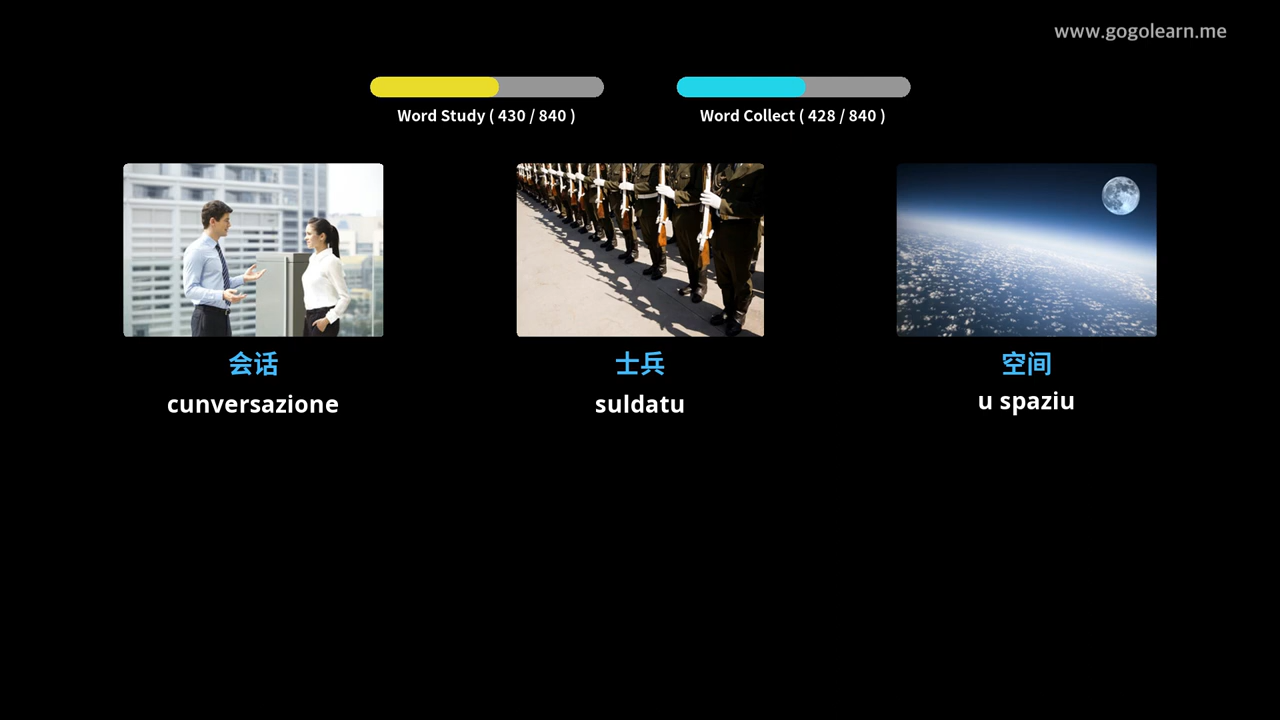 www.gogolearn.me
Word Study ( 430 / 840 )
Word Collect ( 428 / 840 )
会话
cunversazione
士兵
suldatu
空间
u spaziu